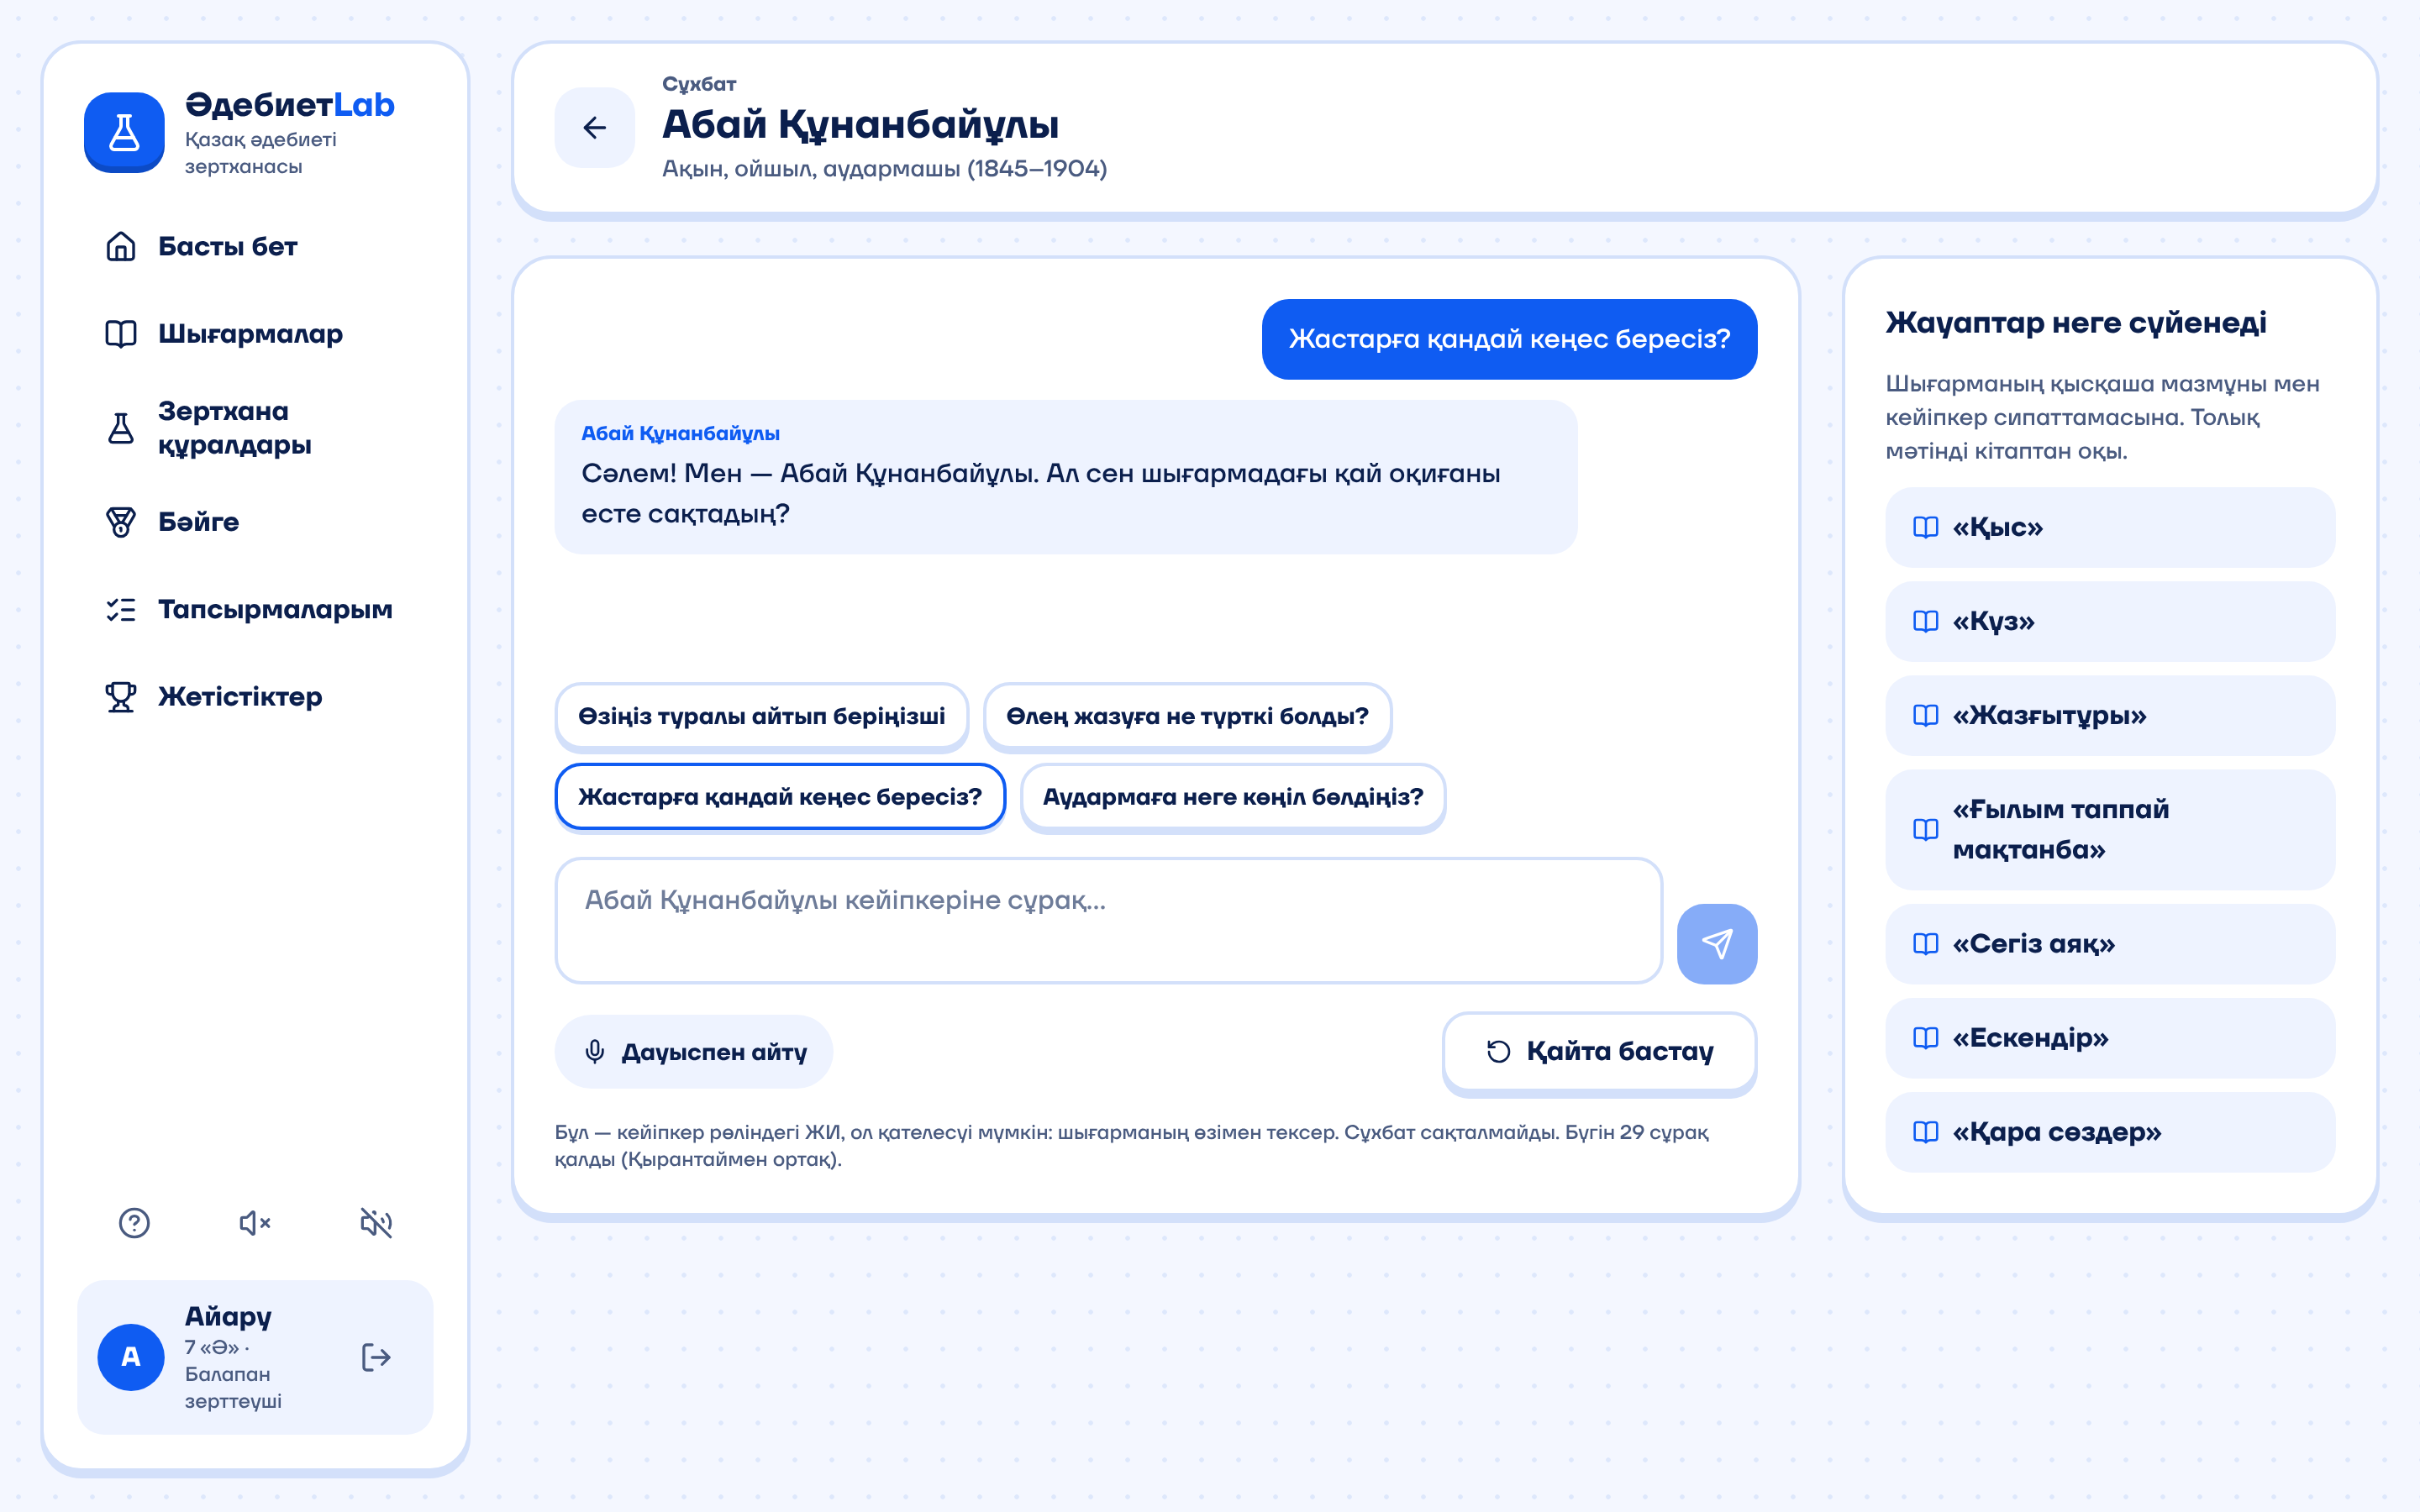 ӘдебиетLab
Қазақ әдебиеті
зертханасы
Басты бет
Шығармалар
Зертхана
құралдары
Бәйге
Тапсырмаларым
Жетістіктер
А
Айару
7 «Ә» ·
Балапан
зерттеуші
Сұхбат
Абай Құнанбайұлы
Ақын, ойшыл, аудармашы (1845–1904)
Жастарға қандай кеңес бересіз?
Абай Құнанбайұлы
Сәлем! Мен — Абай Құнанбайұлы. Ал сен шығармадағы қай оқиғаны
есте сақтадың?
Өзіңіз туралы айтып беріңізші
Өлең жазуға не түрткі болды?
Жастарға қандай кеңес бересіз?
Аудармаға неге көңіл бөлдіңіз?
Абай Құнанбайұлы кейіпкеріне сұрақ...
Дауыспен айту
Қайта бастау
Бұл — кейіпкер рөліндегі ЖИ, ол қателесуі мүмкін: шығарманың өзімен тексер. Сұхбат сақталмайды. Бүгін 29 сұрақ
қалды (Қырантаймен ортақ).
Жауаптар неге сүйенеді
Шығарманың қысқаша мазмұны мен
кейіпкер сипаттамасына. Толық
мәтінді кітаптан оқы.
«Қыс»
«Күз»
«Жазғытұры»
«Ғылым таппай
мақтанба»
«Сегіз аяқ»
«Ескендір»
«Қара сөздер»